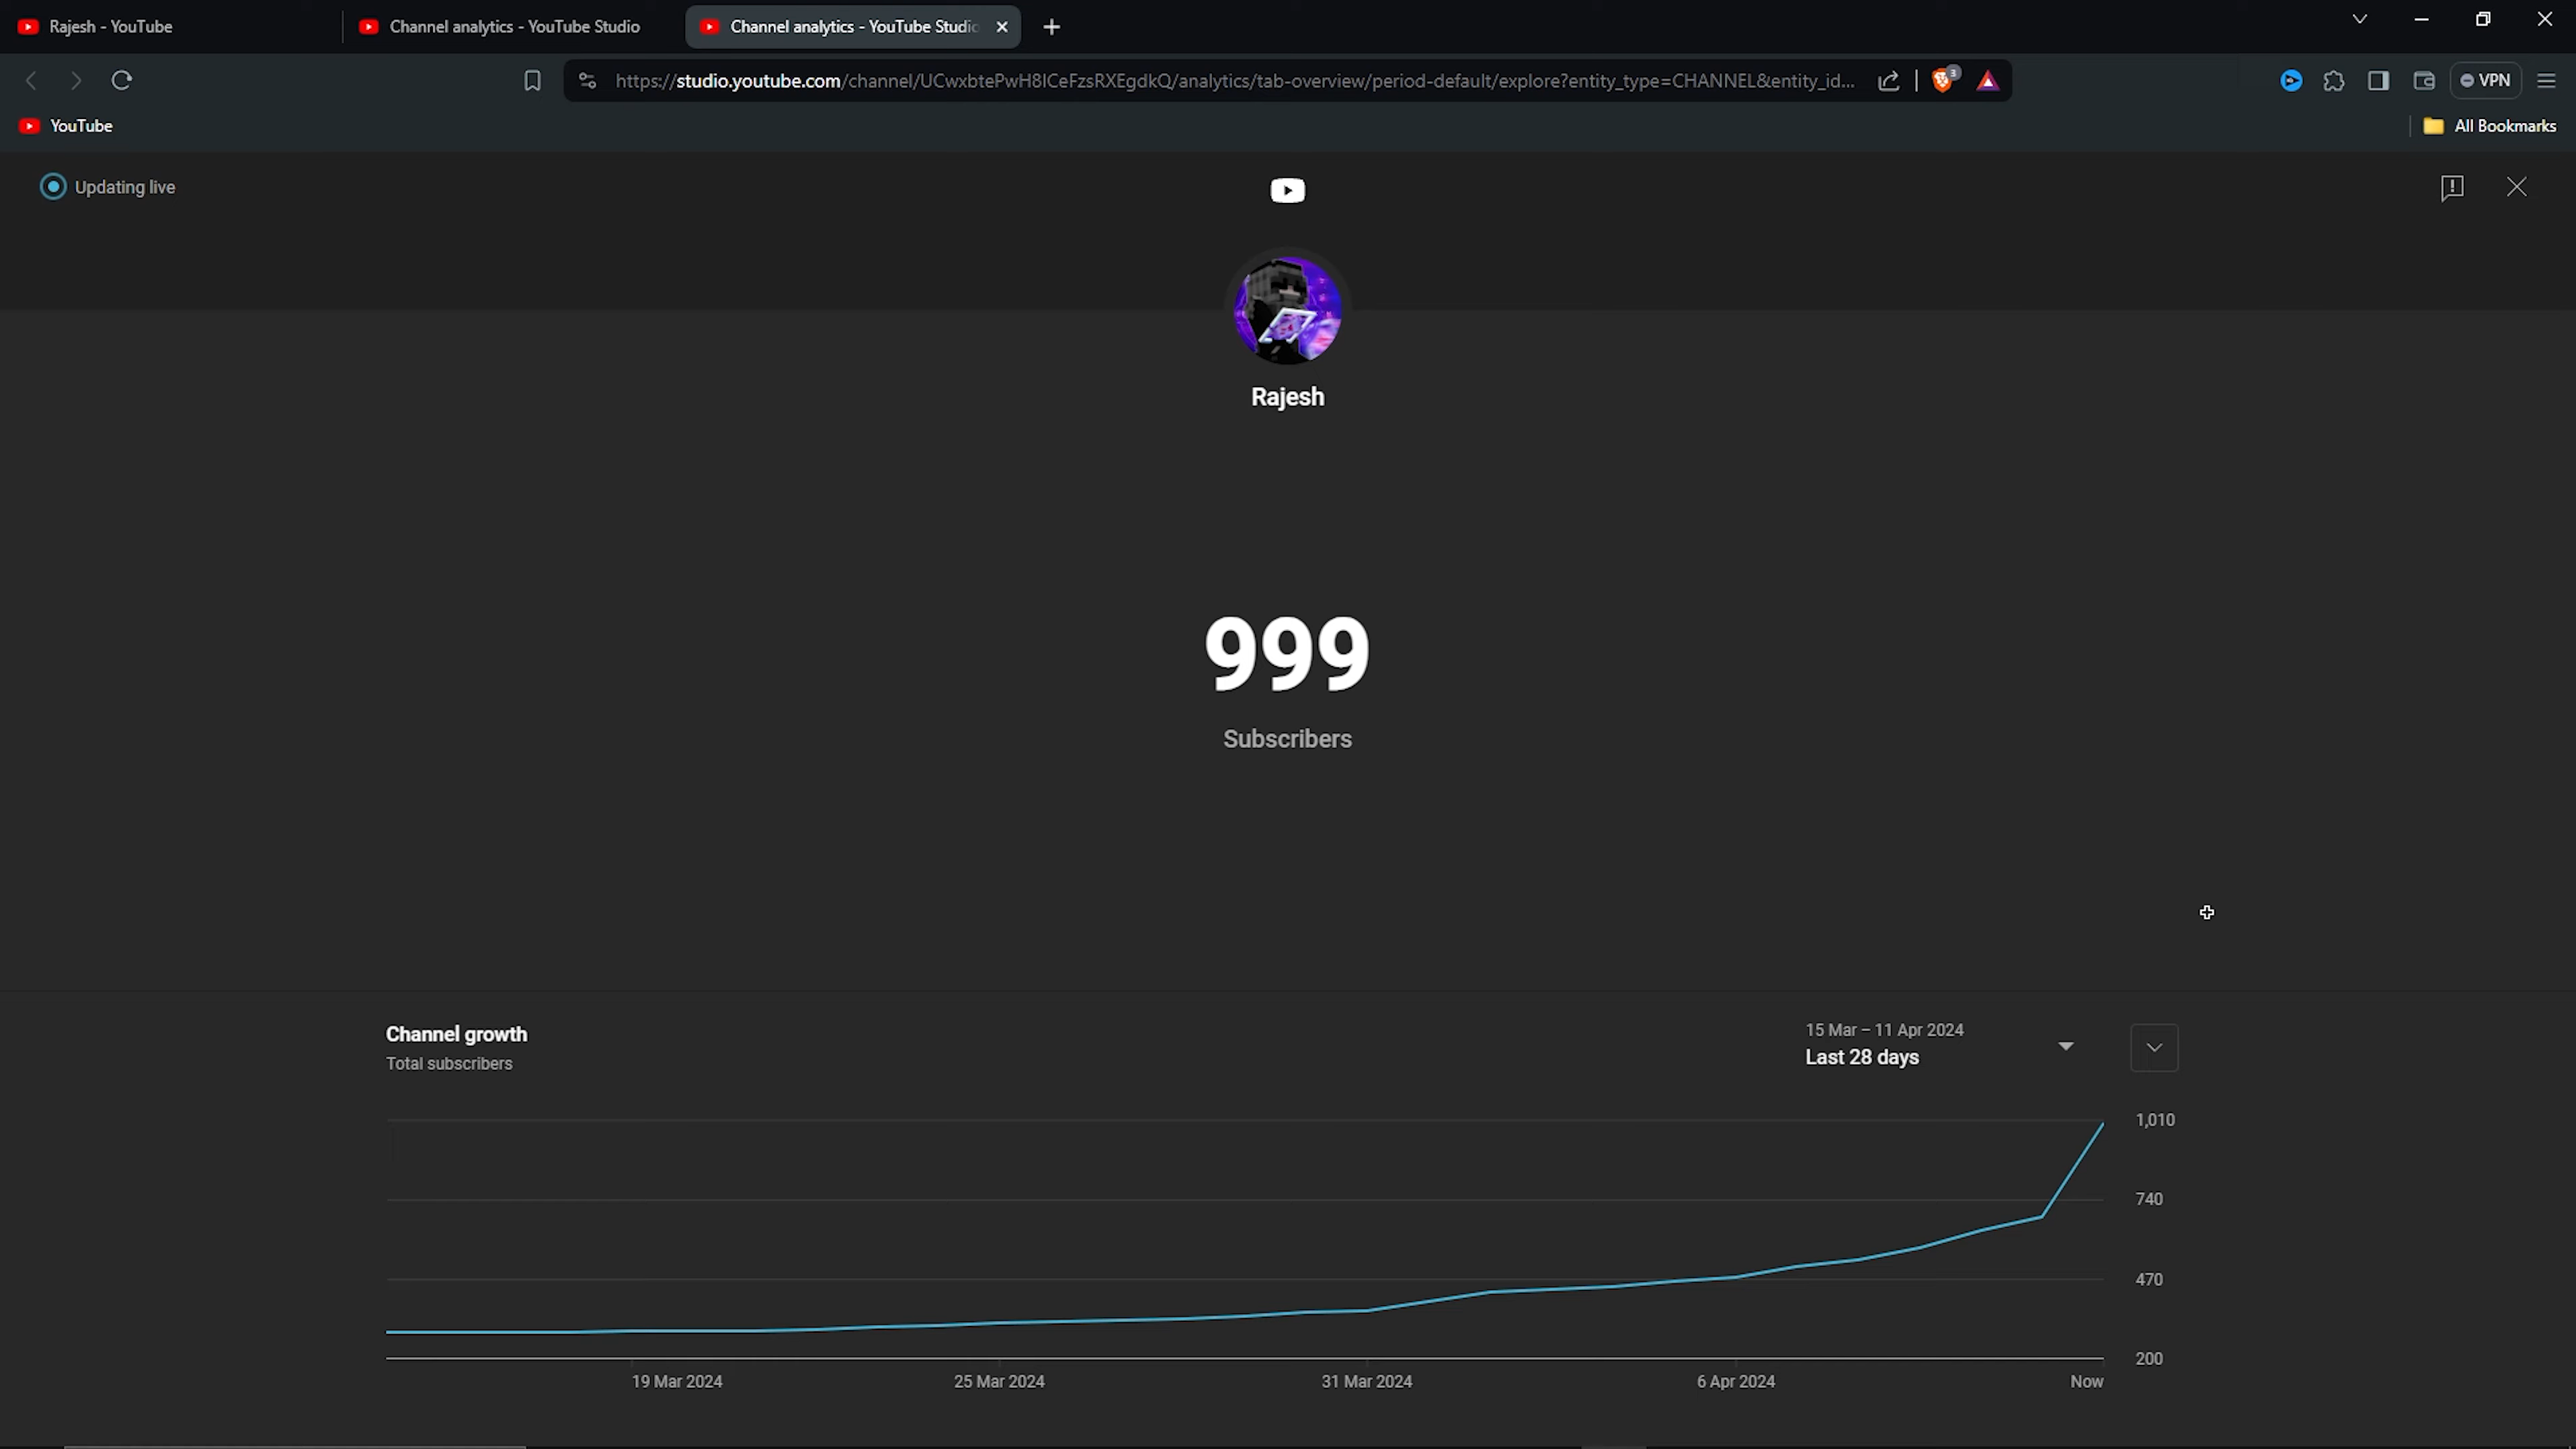 Rajesh - YouTube
Channel analytics - YouTube Studio
Channel analytics - YouTube Studio
https://studio.youtube.com/channel/UCwxbtePwH8ICeFzsRXEgdkQ/analytics/tab-overview/period-default/explore?entity_type=CHANNEL&entity_id...
3
VPN
YouTube
All Bookmarks
Updating live
Rajesh
999
Subscribers
Channel growth
Total subscribers
15 Mar – 11 Apr 2024
Last 28 days
1,010
740
470
200
19 Mar 2024
25 Mar 2024
31 Mar 2024
6 Apr 2024
Now